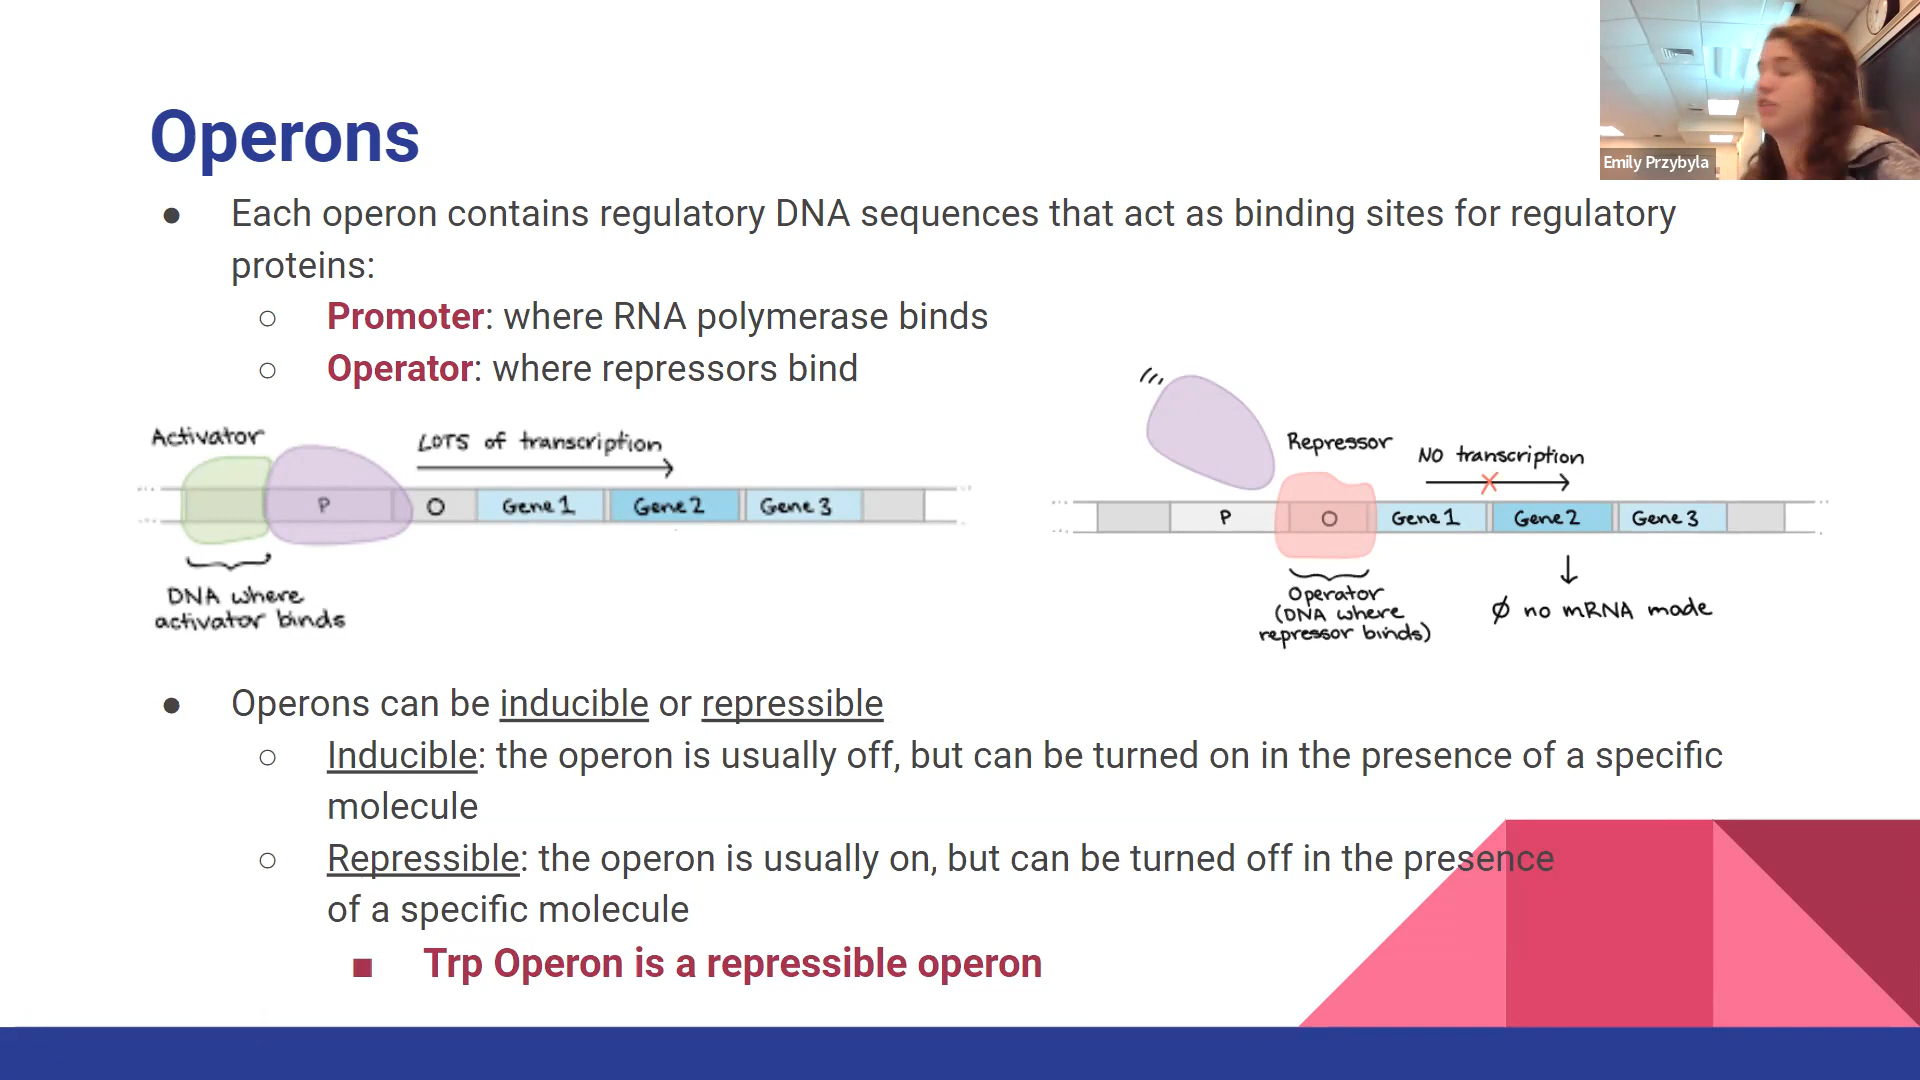 Operons
Emily Przybyla
● Each operon contains regulatory DNA sequences that act as binding sites for regulatory
proteins:
○ Promoter: where RNA polymerase binds
○ Operator: where repressors bind
Activator
LOTS of transcription
P
O
Gene 1
Gene 2
Gene 3
DNA where
activator binds
Repressor
NO transcription
P
O
Gene 1
Gene 2
Gene 3
Operator
(DNA where
repressor binds)
Ø no mRNA made
● Operons can be inducible or repressible
○ Inducible: the operon is usually off, but can be turned on in the presence of a specific
molecule
○ Repressible: the operon is usually on, but can be turned off in the presence
of a specific molecule
■ Trp Operon is a repressible operon